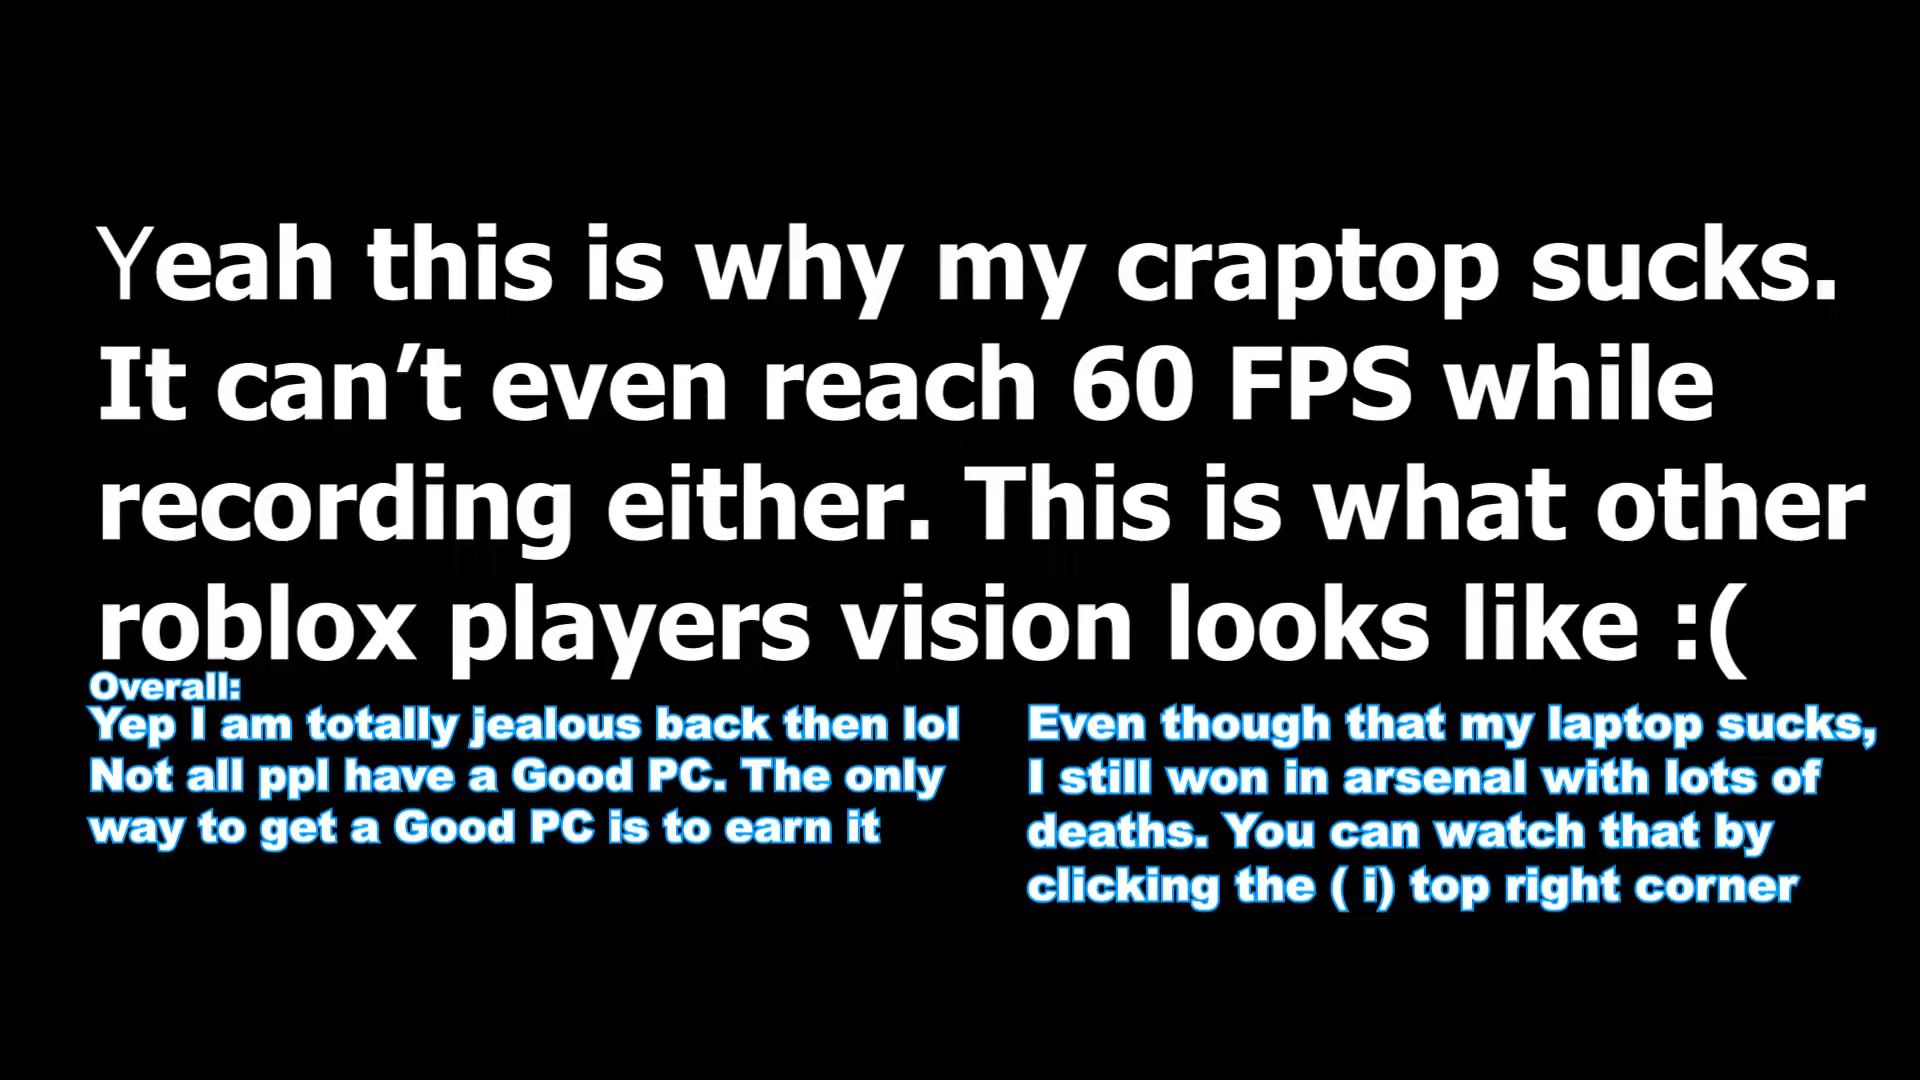 Yeah this is why my craptop sucks.
It can’t even reach 60 FPS while
recording either. This is what other
roblox players vision looks like :(
Overall:
Yep I am totally jealous back then lol
Not all ppl have a Good PC. The only
way to get a Good PC is to earn it
Even though that my laptop sucks,
I still won in arsenal with lots of
deaths. You can watch that by
clicking the ( i) top right corner